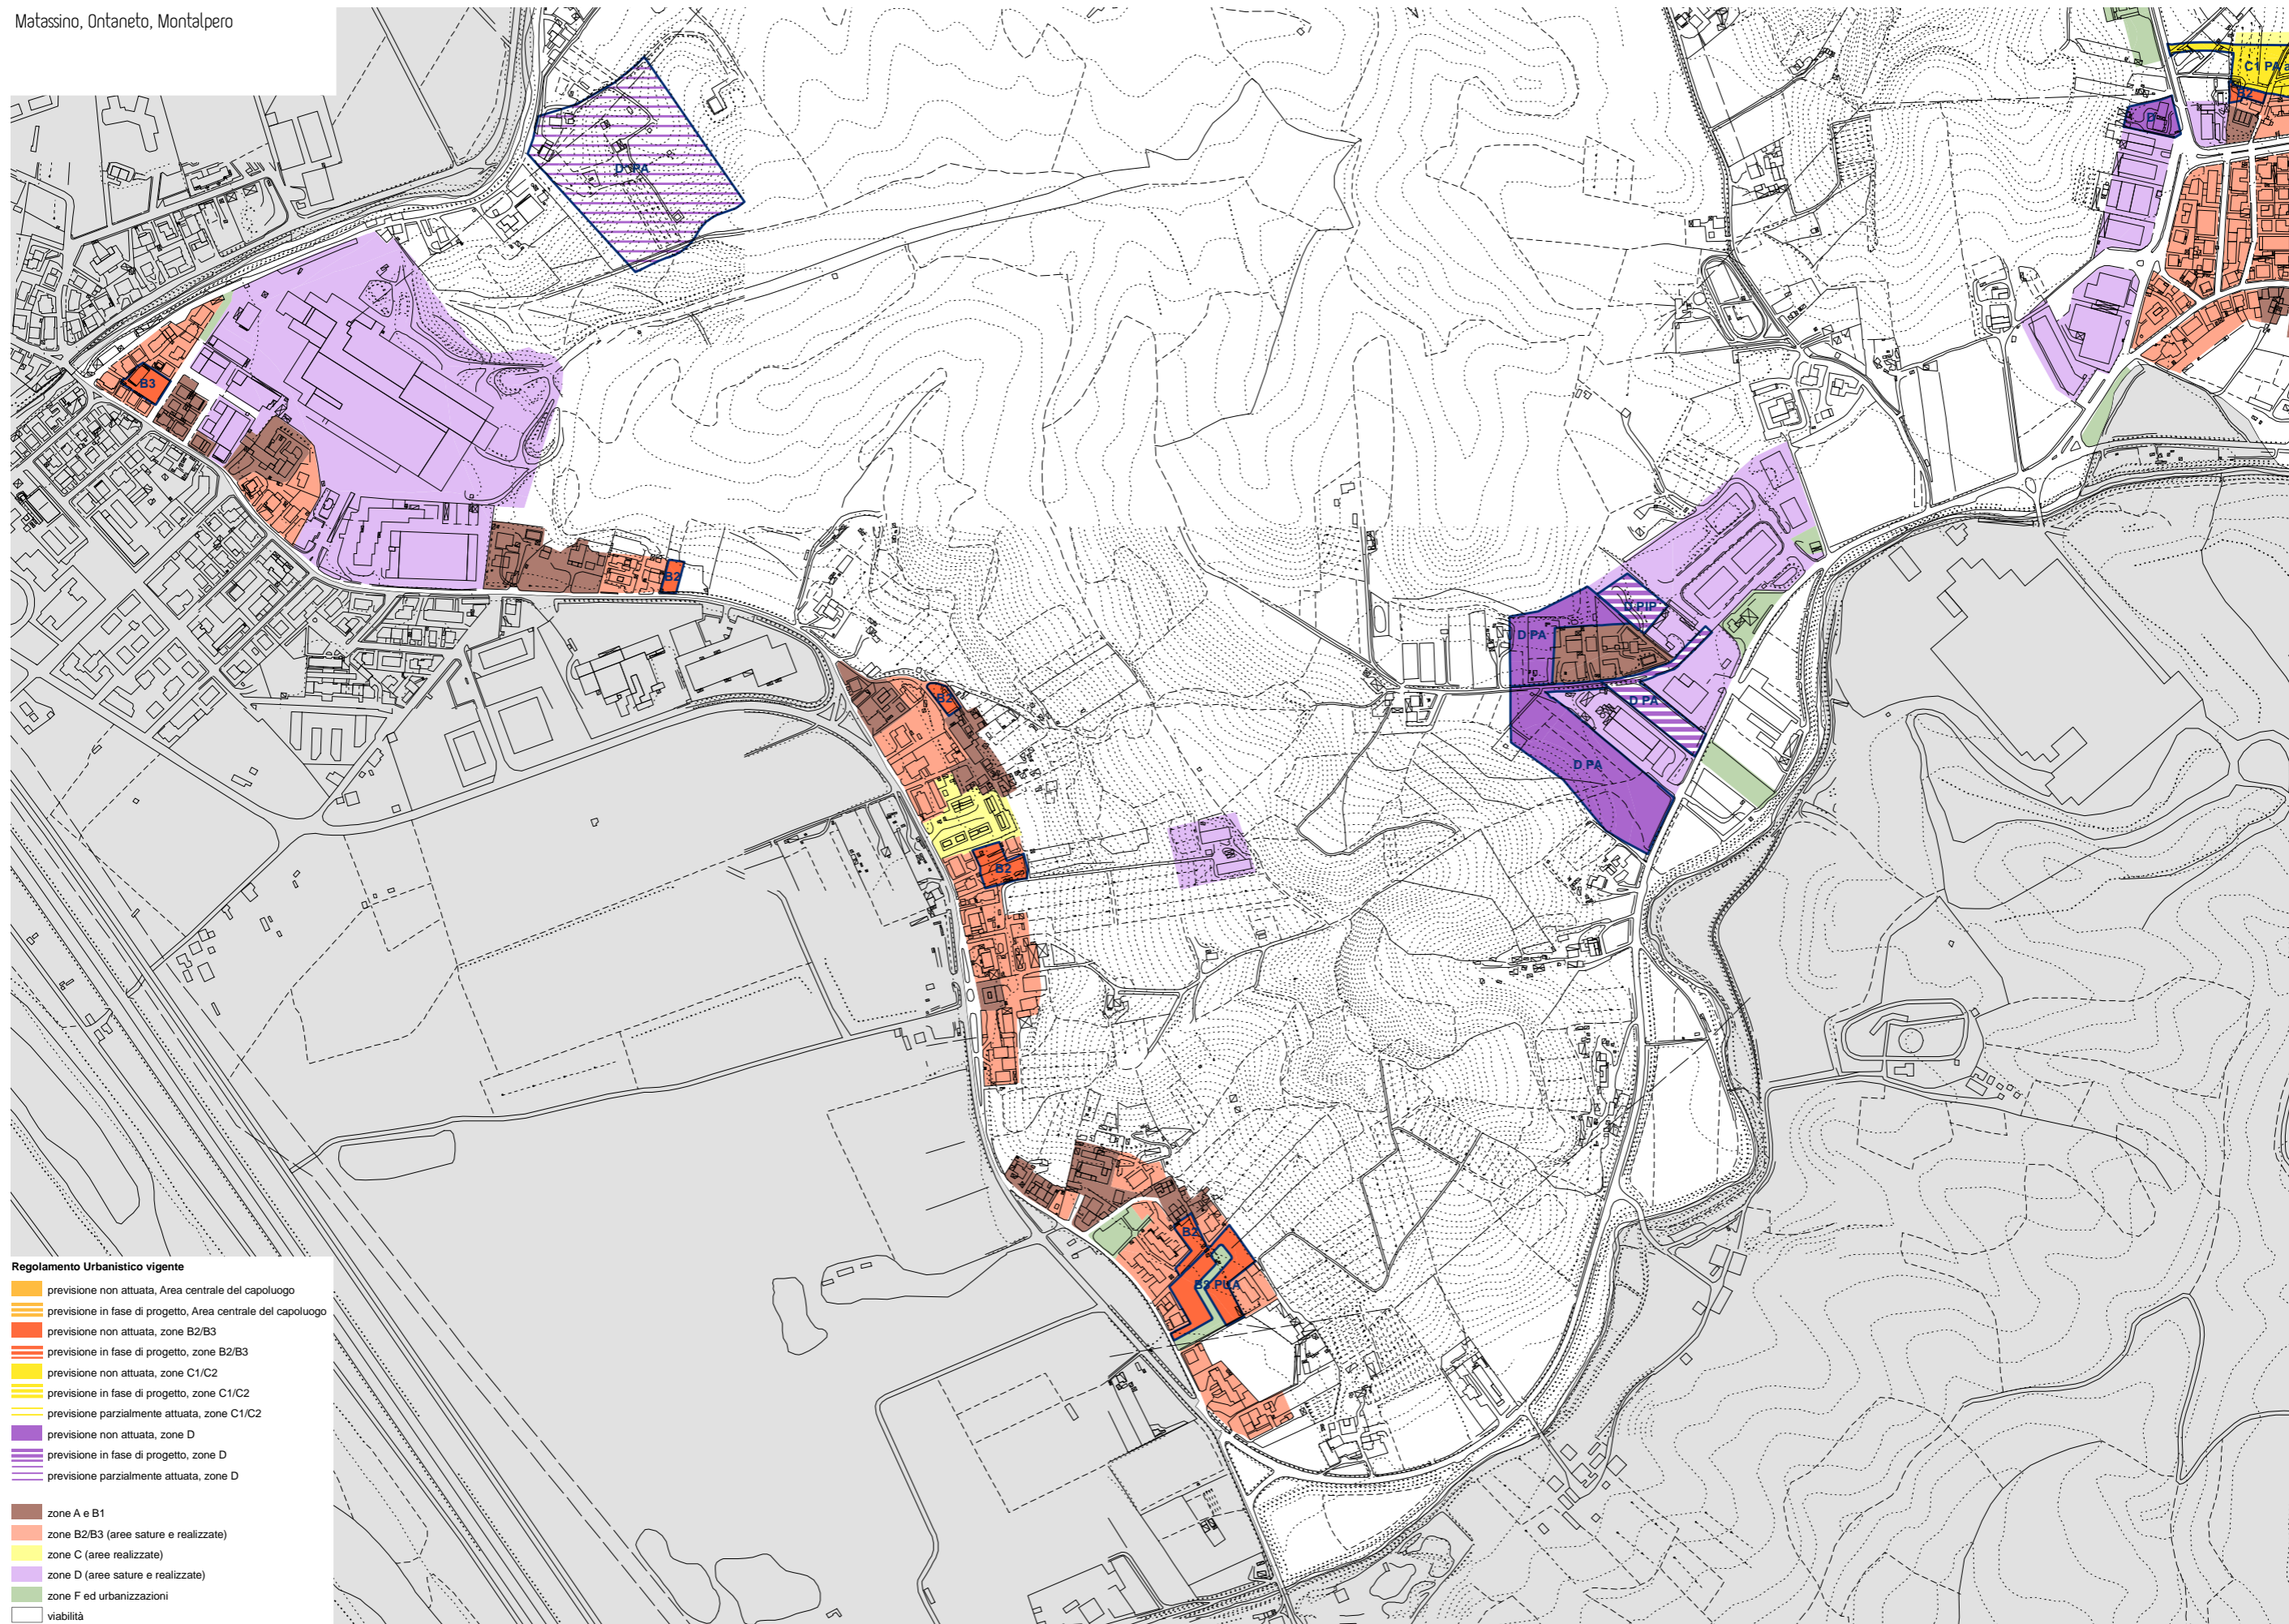 Matassino, Ontaneto, Montalpero
C1 PA a
B2
D
D PA
B3
B2
D PIP
D PA
B2
D PA
D PA
B2
B2
B3 PUA
Regolamento Urbanistico vigente
previsione non attuata, Area centrale del capoluogo
previsione in fase di progetto, Area centrale del capoluogo
previsione non attuata, zone B2/B3
previsione in fase di progetto, zone B2/B3
previsione non attuata, zone C1/C2
previsione in fase di progetto, zone C1/C2
previsione parzialmente attuata, zone C1/C2
previsione non attuata, zone D
previsione in fase di progetto, zone D
previsione parzialmente attuata, zone D
zone A e B1
zone B2/B3 (aree sature e realizzate)
zone C (aree realizzate)
zone D (aree sature e realizzate)
zone F ed urbanizzazioni
viabilità